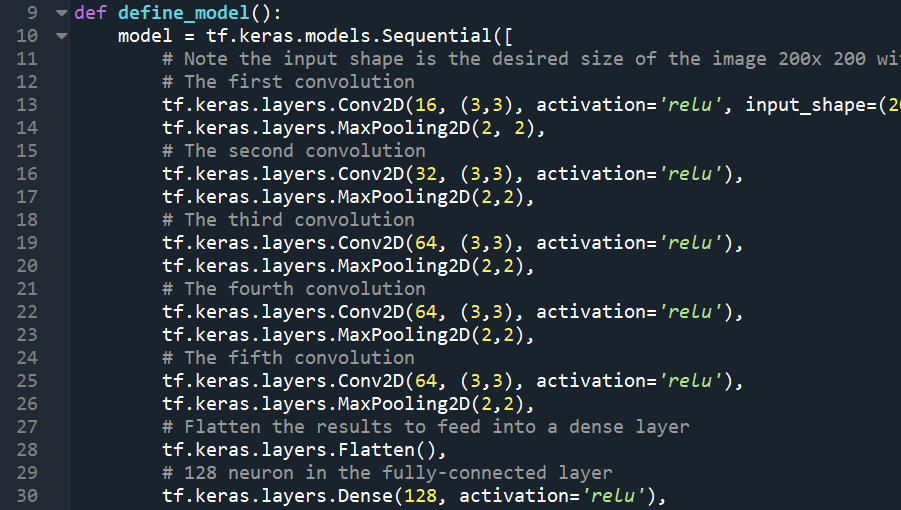 9 def define_model():
10 model = tf.keras.models.Sequential([
11 # Note the input shape is the desired size of the image 200x 200 wi
12 # The first convolution
13 tf.keras.layers.Conv2D(16, (3,3), activation='relu', input_shape=(20
14 tf.keras.layers.MaxPooling2D(2, 2),
15 # The second convolution
16 tf.keras.layers.Conv2D(32, (3,3), activation='relu'),
17 tf.keras.layers.MaxPooling2D(2,2),
18 # The third convolution
19 tf.keras.layers.Conv2D(64, (3,3), activation='relu'),
20 tf.keras.layers.MaxPooling2D(2,2),
21 # The fourth convolution
22 tf.keras.layers.Conv2D(64, (3,3), activation='relu'),
23 tf.keras.layers.MaxPooling2D(2,2),
24 # The fifth convolution
25 tf.keras.layers.Conv2D(64, (3,3), activation='relu'),
26 tf.keras.layers.MaxPooling2D(2,2),
27 # Flatten the results to feed into a dense layer
28 tf.keras.layers.Flatten(),
29 # 128 neuron in the fully-connected layer
30 tf.keras.layers.Dense(128, activation='relu'),